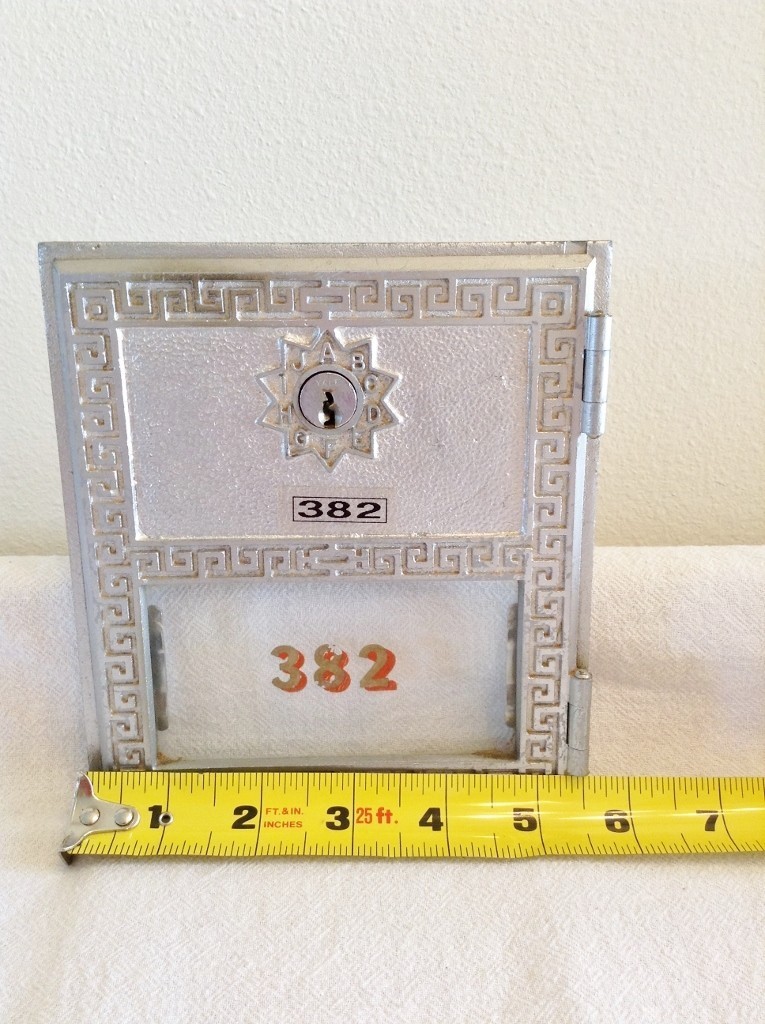 J A B C D E F G H I
382
382
1 2 FT.& IN. INCHES 3 25 ft. 4 5 6 7